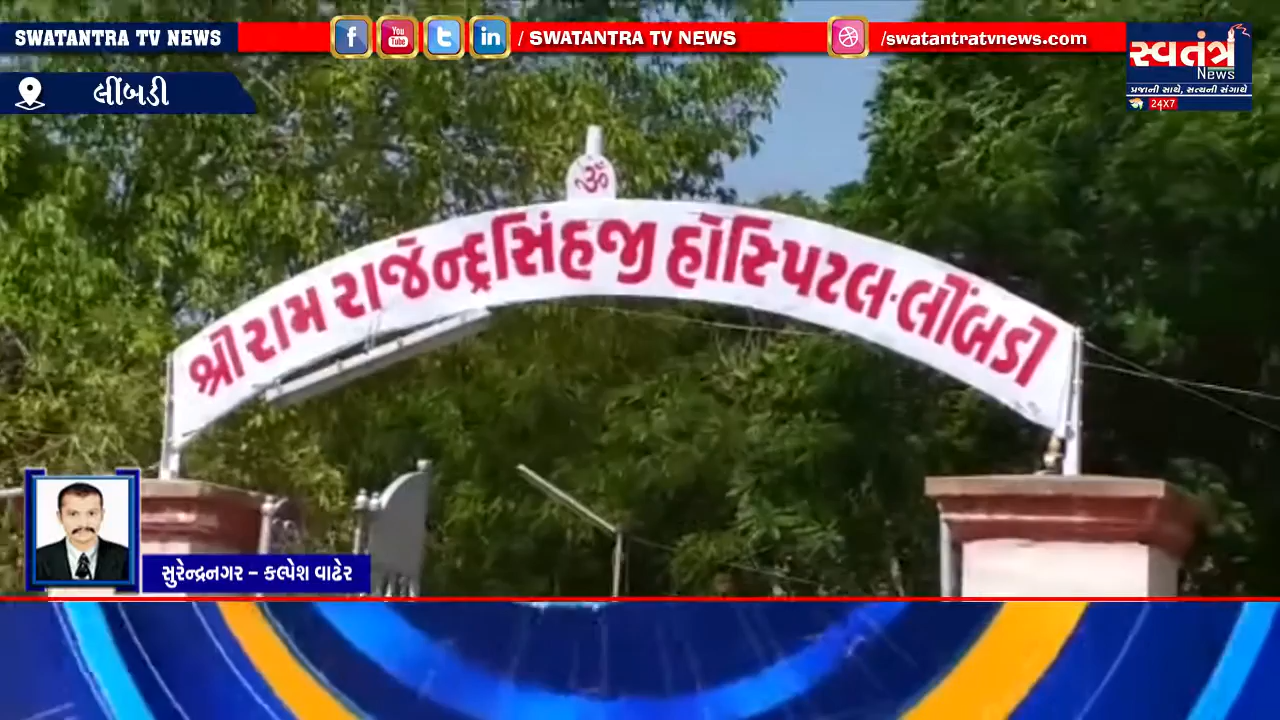 SWATANTRA TV NEWS
/ SWATANTRA TV NEWS
/swatantratvnews.com
સ્વતંત્ર
News
પ્રજાની સાથે, સત્યની સંગાથે
24X7
લીંબડી
ૐ
શ્રી રામ રાજેન્દ્રસિંહજી હોસ્પિટલ-લીંબડી
સુરેન્દ્રનગર – કલ્પેશ વાઢેર